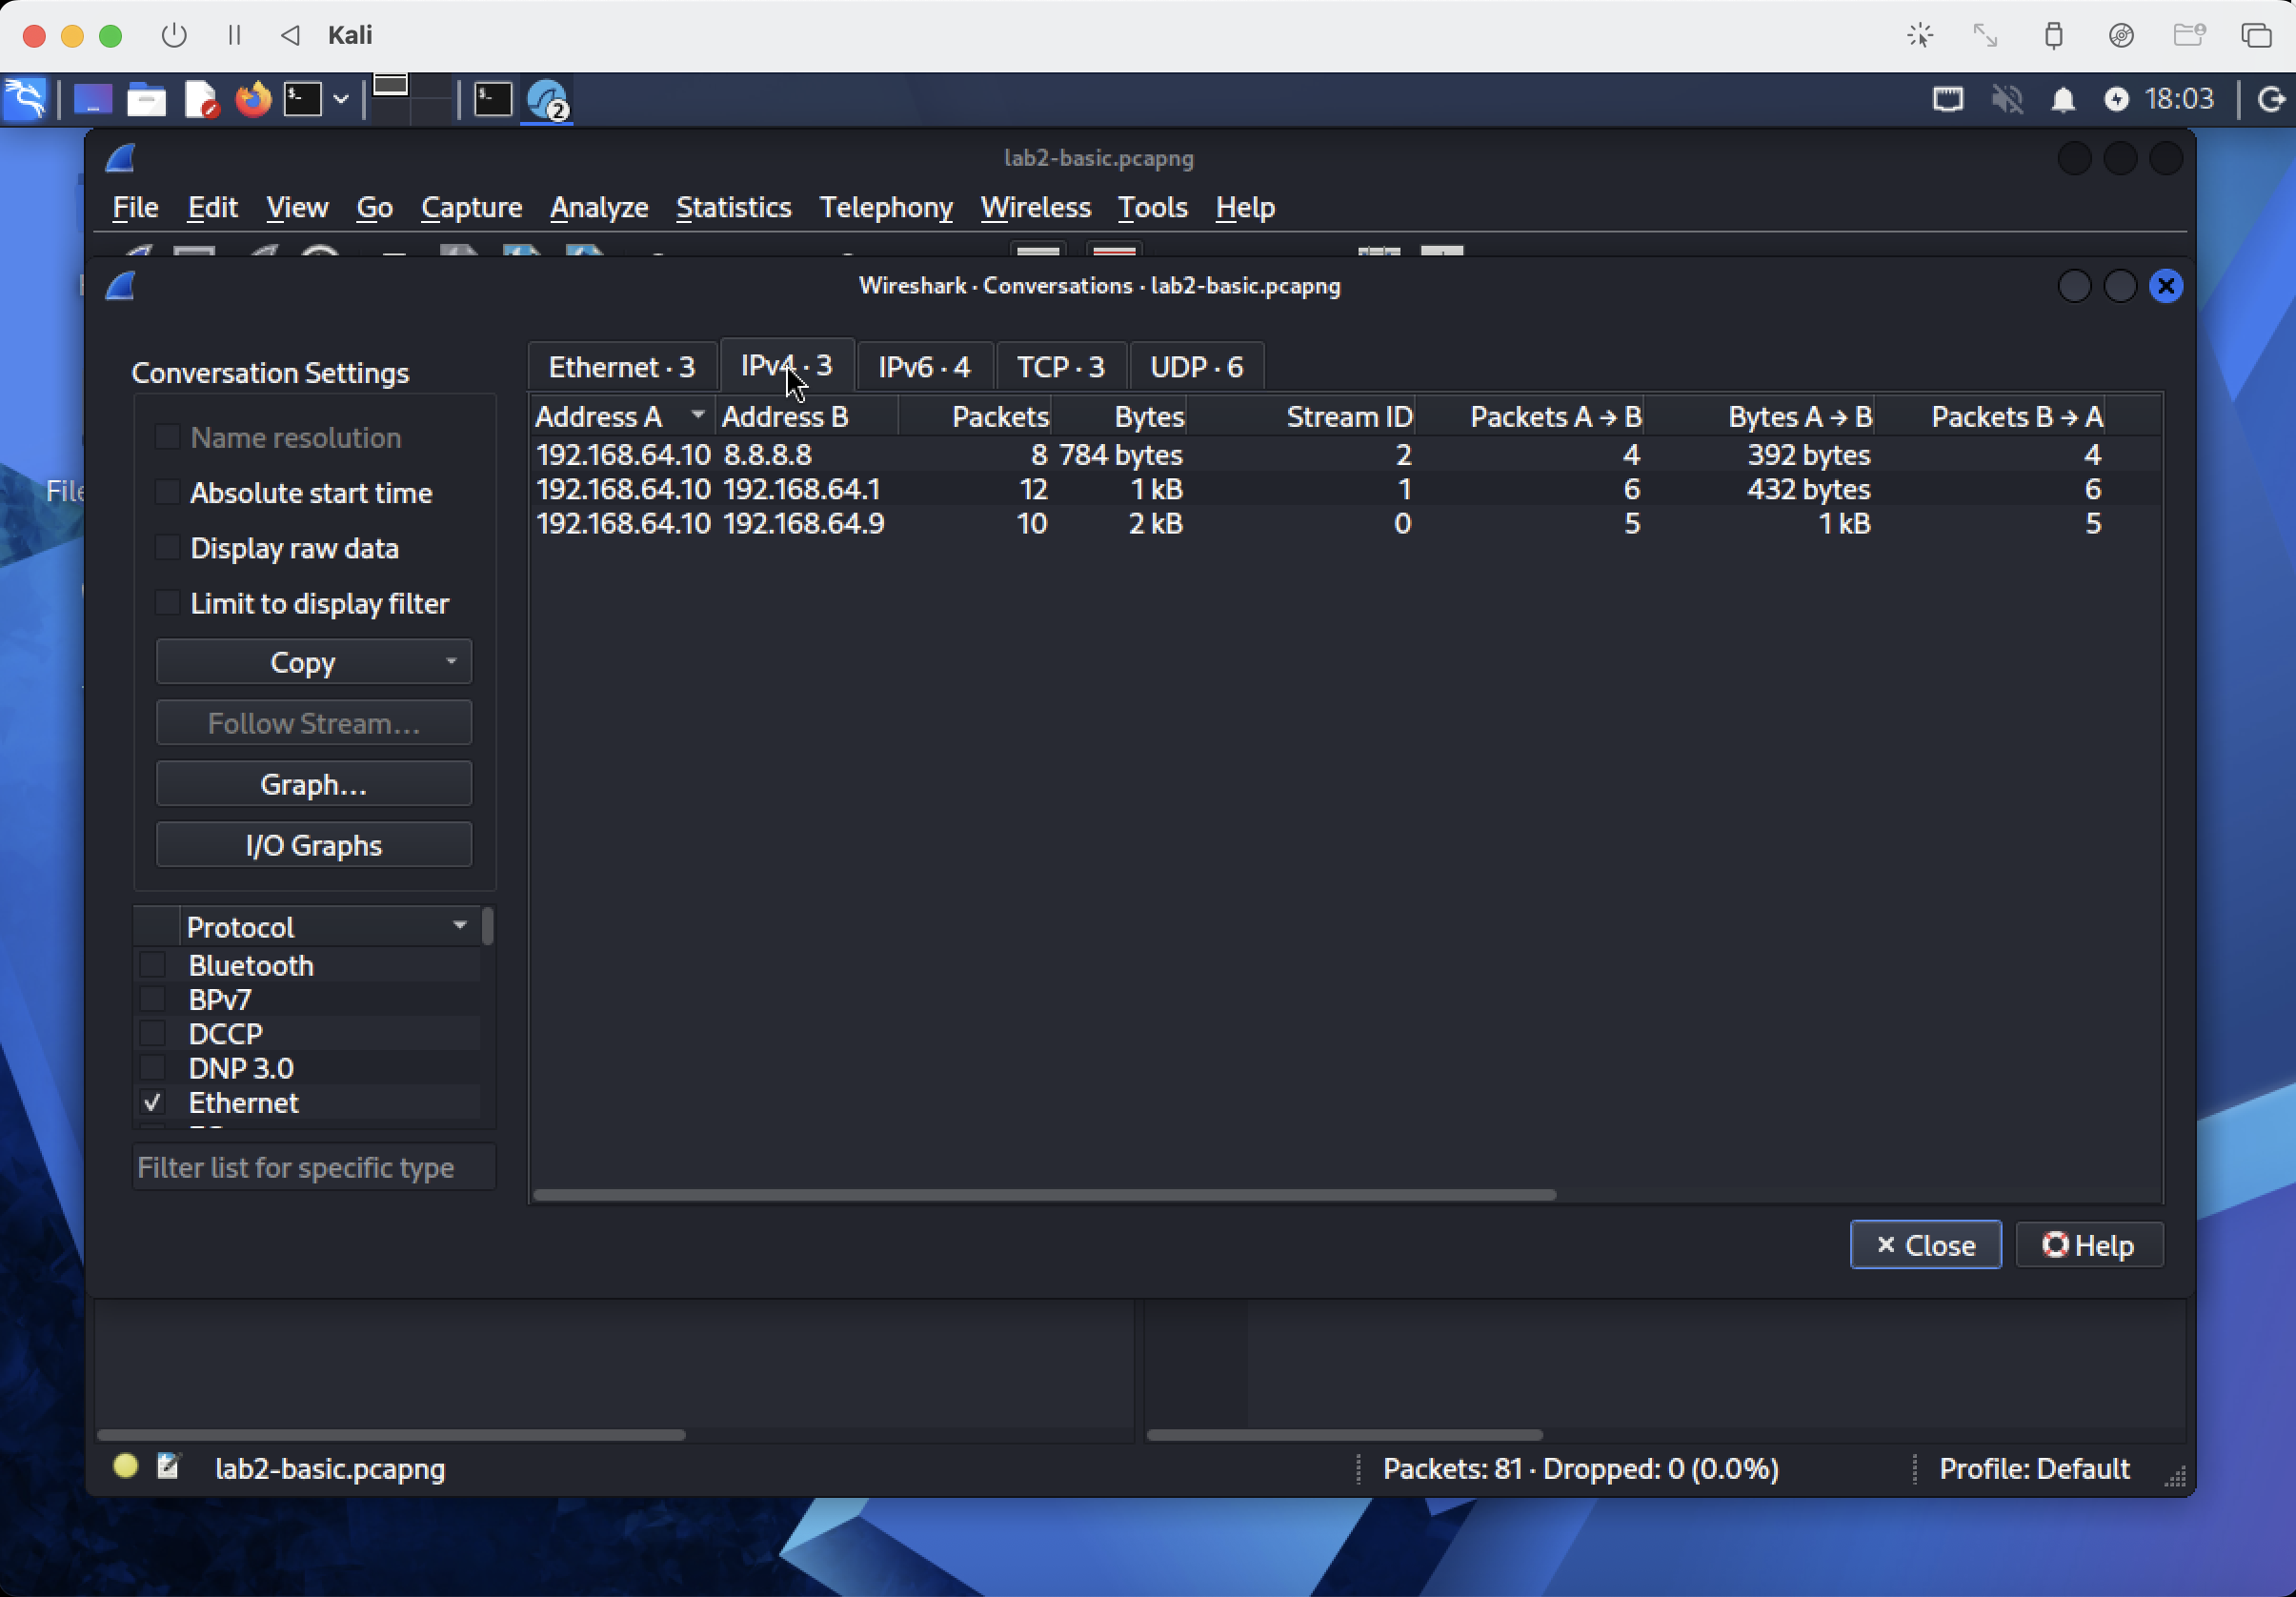 Kali
2
18:03
lab2-basic.pcapng
File Edit View Go Capture Analyze Statistics Telephony Wireless Tools Help
Wireshark · Conversations · lab2-basic.pcapng
Conversation Settings
Name resolution
Absolute start time
Display raw data
Limit to display filter
Copy
Follow Stream...
Graph...
I/O Graphs
Protocol
Bluetooth
BPv7
DCCP
DNP 3.0
Ethernet
Filter list for specific type
Ethernet · 3 IPv4 · 3 IPv6 · 4 TCP · 3 UDP · 6
Address A Address B Packets Bytes Stream ID Packets A → B Bytes A → B Packets B → A
192.168.64.10 8.8.8.8 8 784 bytes 2 4 392 bytes 4
192.168.64.10 192.168.64.1 12 1 kB 1 6 432 bytes 6
192.168.64.10 192.168.64.9 10 2 kB 0 5 1 kB 5
Close Help
File
lab2-basic.pcapng Packets: 81 · Dropped: 0 (0.0%) Profile: Default